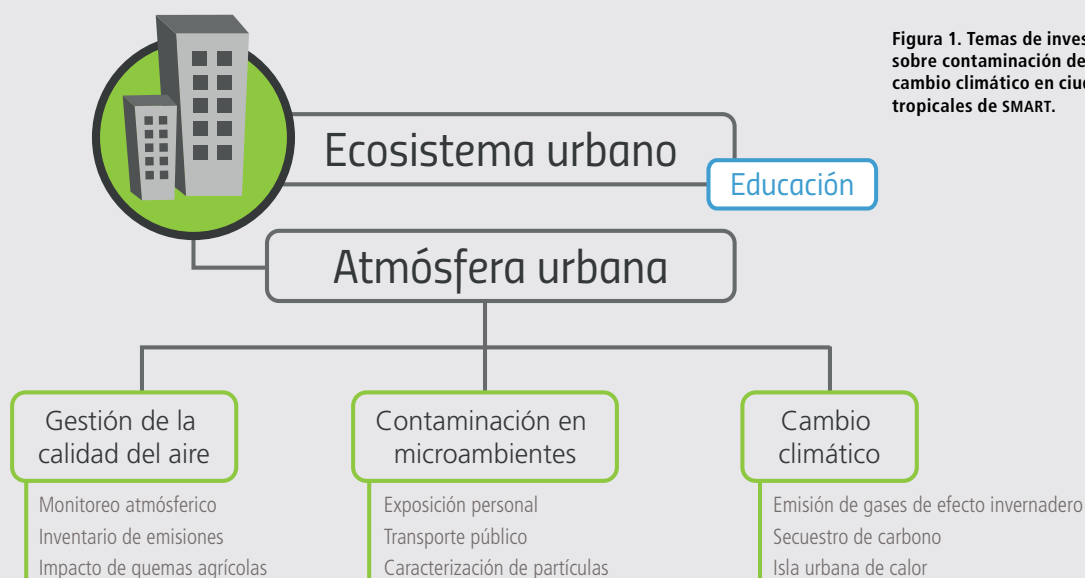 Figura 1. Temas de
sobre contaminación
cambio climático en
tropicales de SMART.
Ecosistema urbano
Educación
Atmósfera urbana
Gestión de la
calidad del aire
Monitoreo atmósferico
Inventario de emisiones
Impacto de quemas agrícolas
Contaminación en
microambientes
Exposición personal
Transporte público
Caracterización de partículas
Cambio
climático
Emisión de gases de efecto invernadero
Secuestro de carbono
Isla urbana de calor